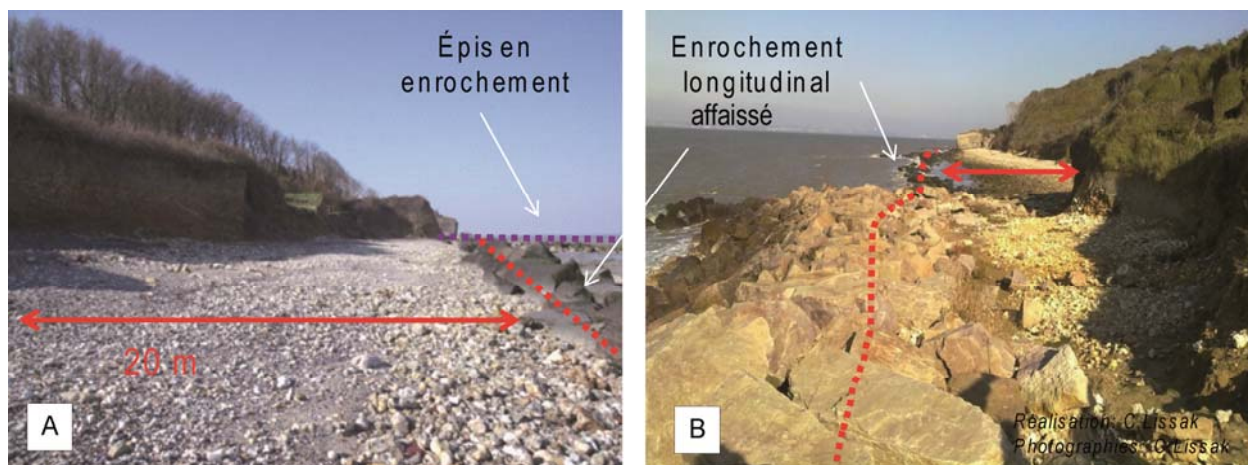 Épis en
enrochement
20 m
A
Enrochement
longitudinal
affaissé
B
Réalisation: C.Lissak
Photographies: C.Lissak